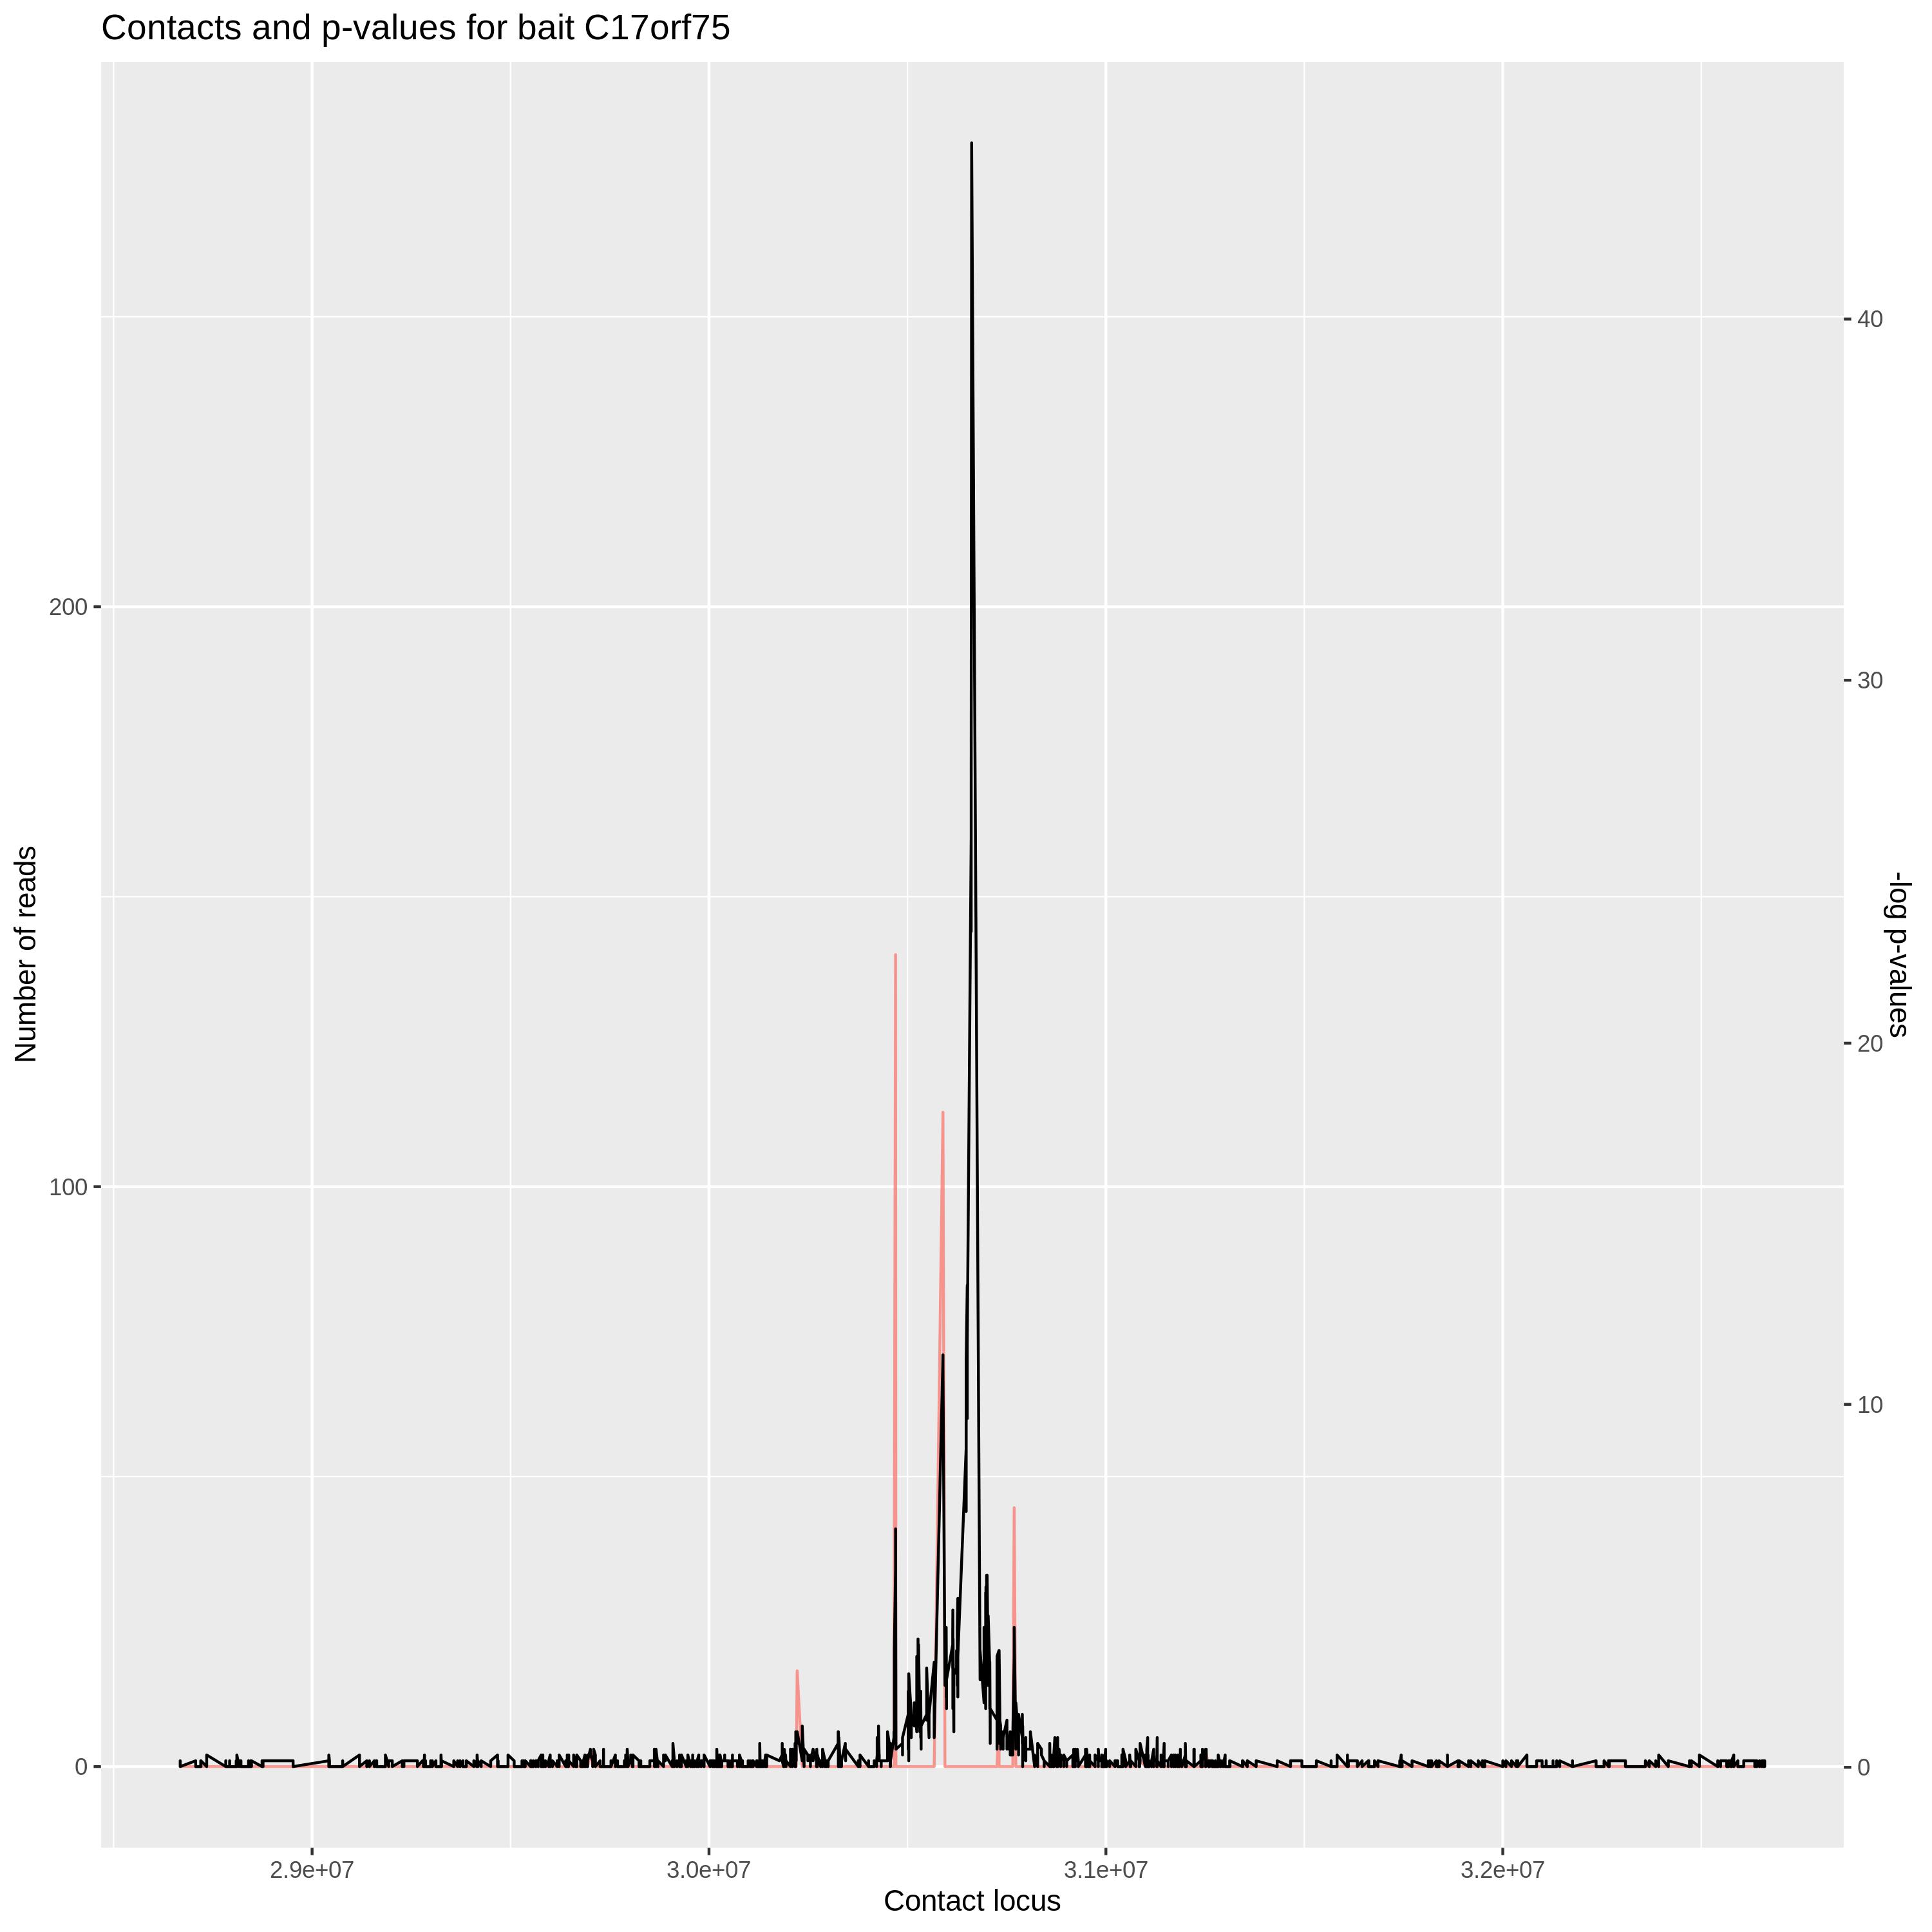 Contacts and p-values for bait C17orf75
Number of reads
200
100
0
40
30
20
10
0
-log p-values
2.9e+07
3.0e+07
3.1e+07
3.2e+07
Contact locus